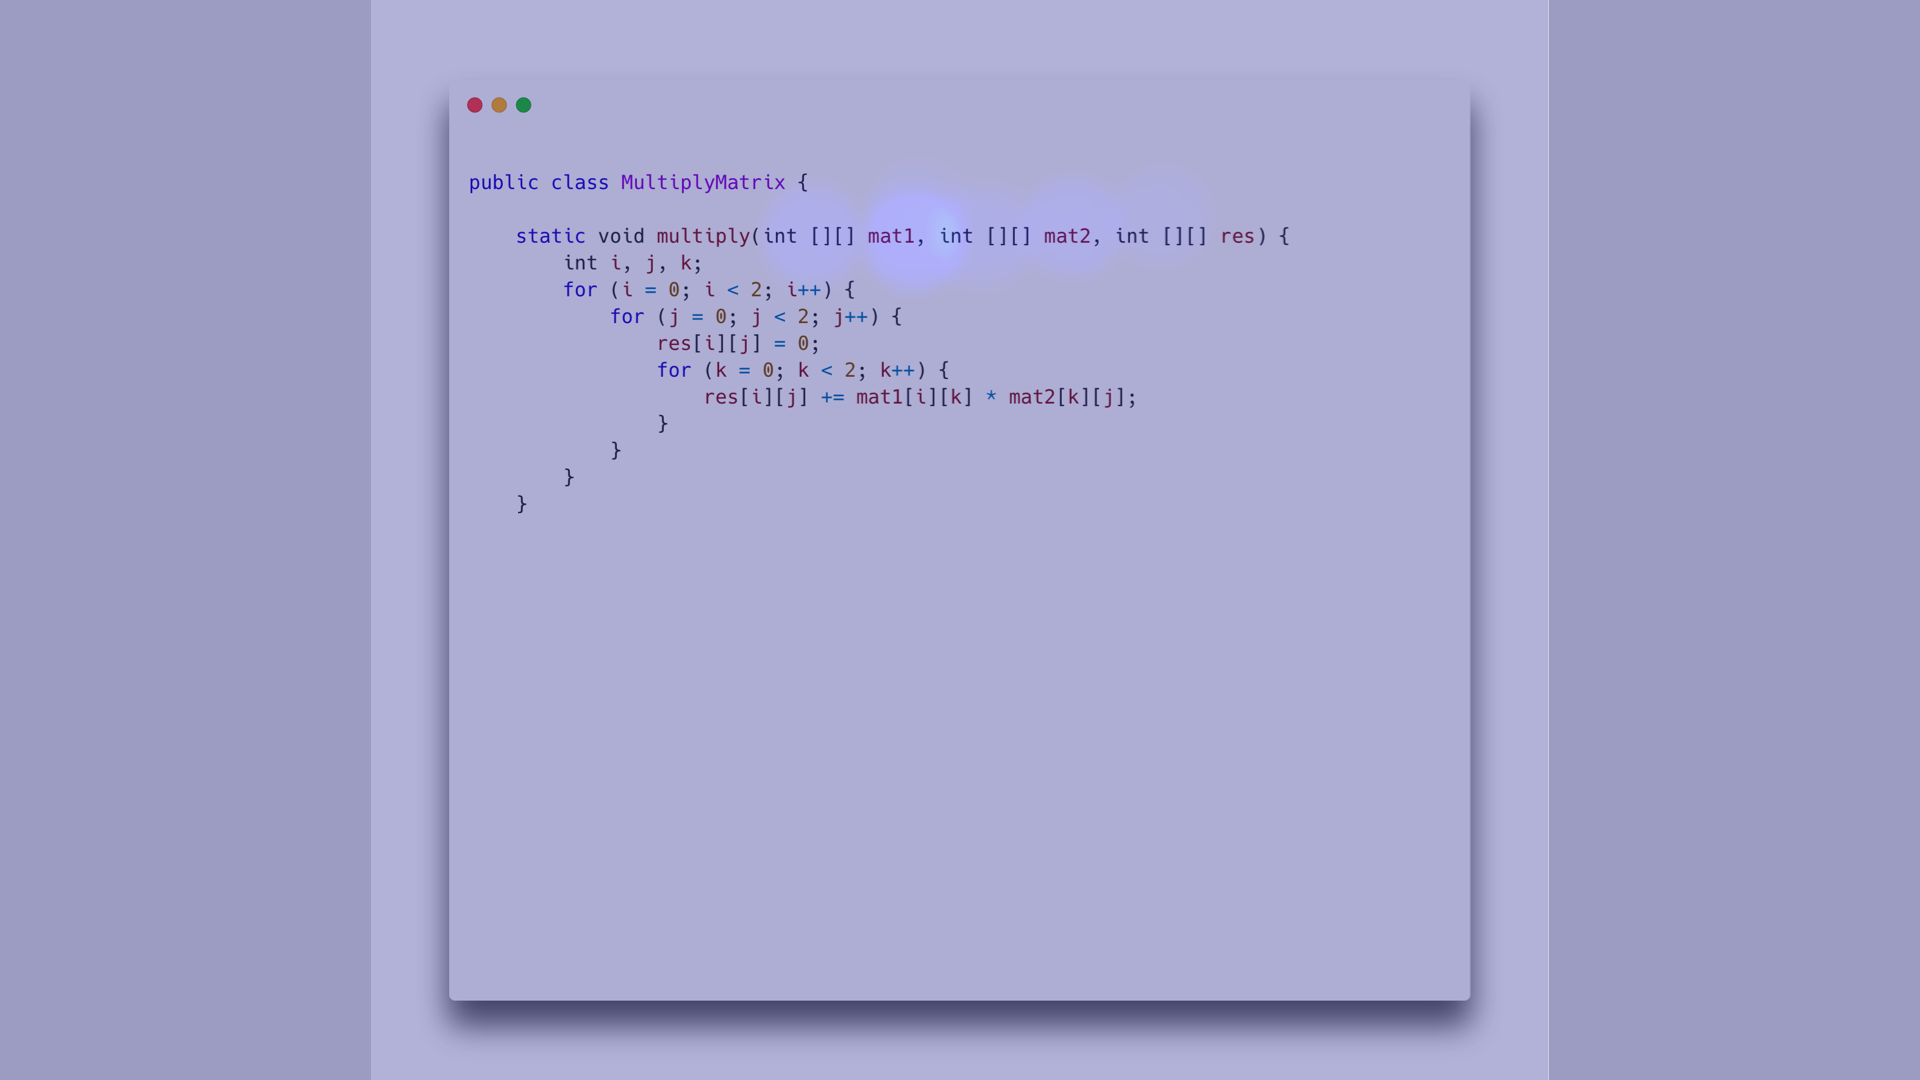 public class MultiplyMatrix {
static void multiply(int [][] mat1, int [][] mat2, int [][] res) {
int i, j, k;
for (i = 0; i < 2; i++) {
for (j = 0; j < 2; j++) {
res[i][j] = 0;
for (k = 0; k < 2; k++) {
res[i][j] += mat1[i][k] * mat2[k][j];
}
}
}
}